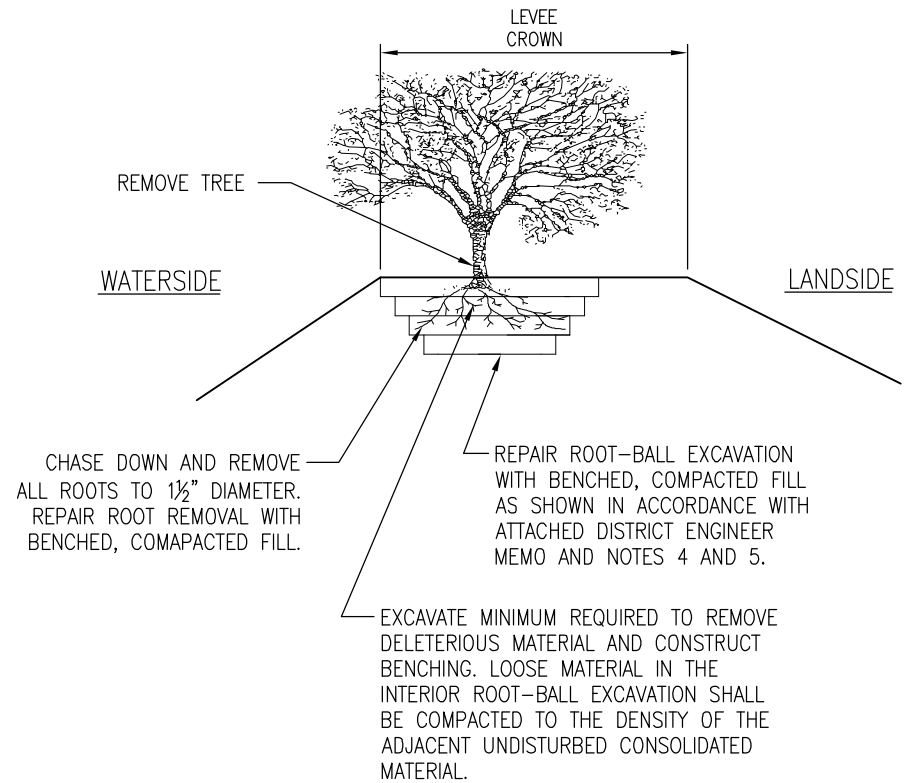 LEVEE
CROWN
REMOVE TREE
WATERSIDE
LANDSIDE
CHASE DOWN AND REMOVE
ALL ROOTS TO 1½" DIAMETER.
REPAIR ROOT REMOVAL WITH
BENCHED, COMAPACTED FILL.
REPAIR ROOT-BALL EXCAVATION
WITH BENCHED, COMPACTED FILL
AS SHOWN IN ACCORDANCE WITH
ATTACHED DISTRICT ENGINEER
MEMO AND NOTES 4 AND 5.
EXCAVATE MINIMUM REQUIRED TO REMOVE
DELETERIOUS MATERIAL AND CONSTRUCT
BENCHING. LOOSE MATERIAL IN THE
INTERIOR ROOT-BALL EXCAVATION SHALL
BE COMPACTED TO THE DENSITY OF THE
ADJACENT UNDISTURBED CONSOLIDATED
MATERIAL.